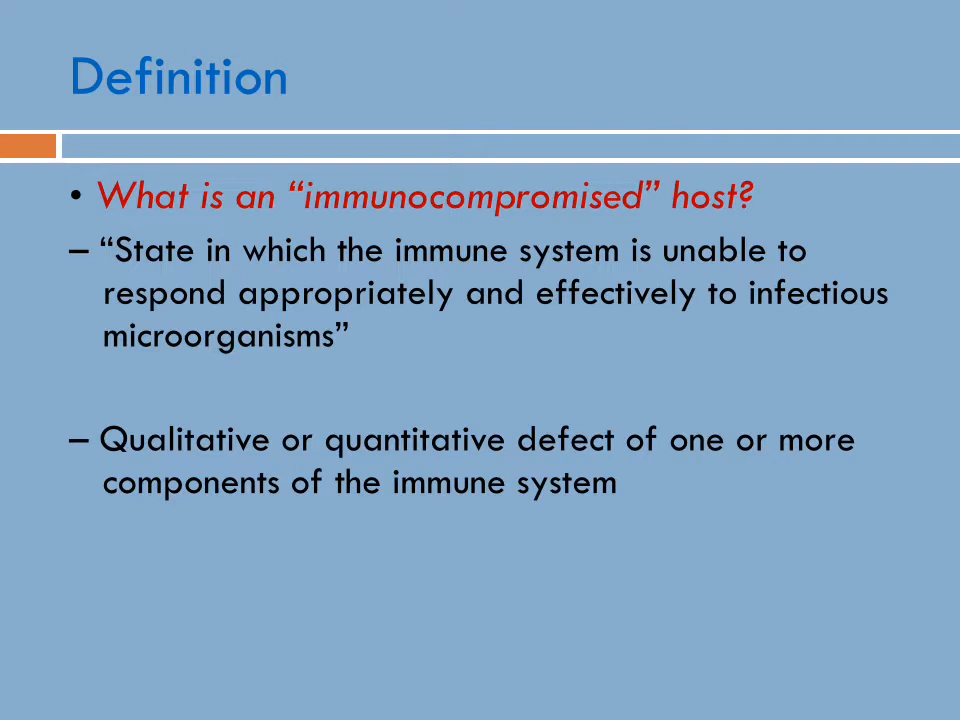 Definition
• What is an “immunocompromised” host?
– “State in which the immune system is unable to
respond appropriately and effectively to infectious
microorganisms”
– Qualitative or quantitative defect of one or more
components of the immune system